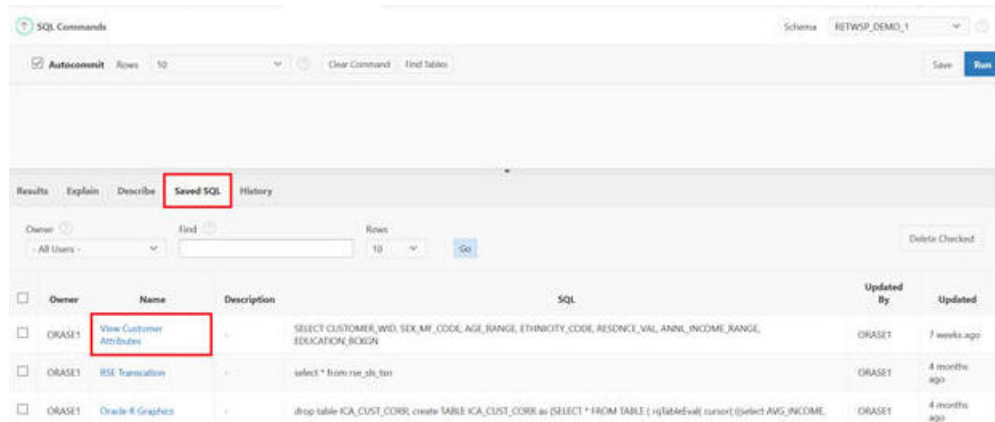 SQL Commands
Schema RETWSP_DEMO_1
Autocommit Rows 10 Clear Command Find Tables Save Run
Results Explain Describe Saved SQL History
Owner Find Rows
- All Users - 10 Go Delete Checked
Owner Name Description SQL Updated By Updated
ORASE1 View Customer Attributes - SELECT CUSTOMER_WID, SEX_MF_CODE, AGE_RANGE, ETHNICITY_CODE, RESDNCE_VAL, ANNL_INCOME_RANGE, ORASE1 7 weeks ago
ORASE1 RSE Transcation - select * from rse_sls_txn ORASE1 4 months ago
ORASE1 Oracle R Graphics - drop table ICA_CUST_CORR; create TABLE ICA_CUST_CORR as (SELECT * FROM TABLE ( rqTableEval( cursor( ((select AVG_INCOME, ORASE1 4 months ago